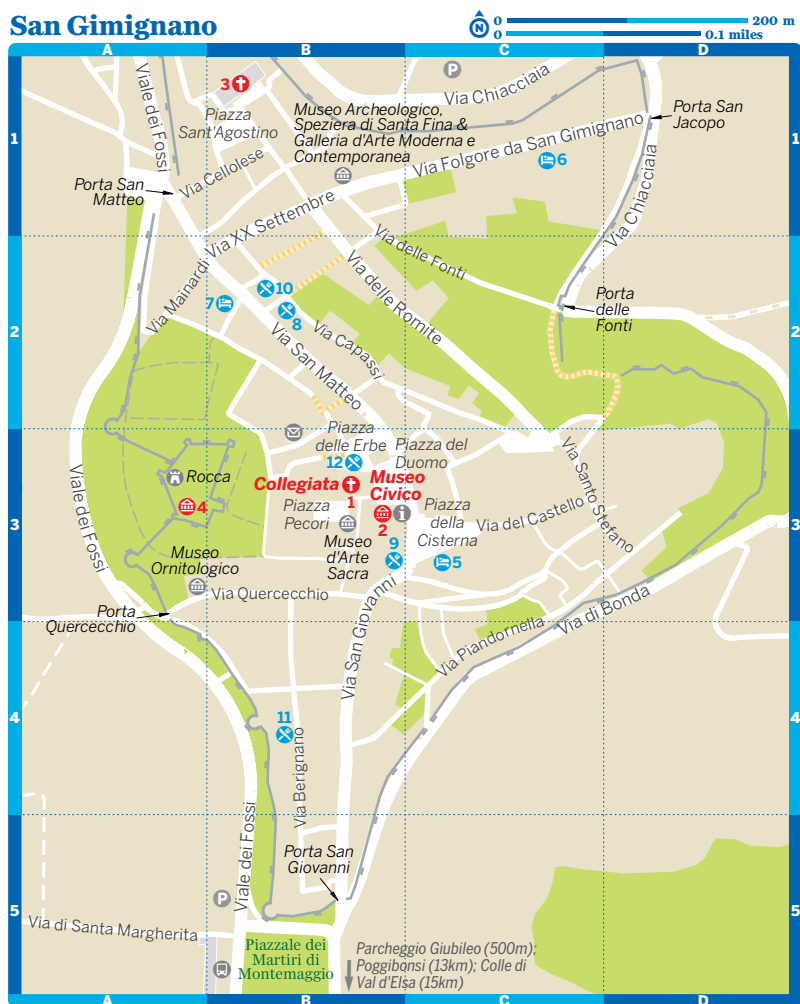 San Gimignano
N
0 200 m
0 0.1 miles
A B C D
1
1
Viale dei Fossi
3
Piazza
Sant'Agostino
P
Via Chiacciaia
Museo Archeologico,
Speziera di Santa Fina &
Galleria d'Arte Moderna e
Contemporanea
Porta San
Jacopo
Via Folgore da San Gimignano
6
Via Cellolese
Porta San
Matteo
Via Chiacciaia
Via XX Settembre
Via delle Fonti
Via delle Romite
Via Mainardi
10
7
8
Porta
delle
Fonti
2
2
Via San Matteo
Via Capassi
Piazza
delle Erbe
Piazza del
Duomo
12
Via Santo Stefano
Rocca
Collegiata
1
Museo
Civico
2
i
4
Viale dei Fossi
Piazza
Pecori
Piazza
della
Cisterna
Via del Castello
3
3
Museo
d'Arte
Sacra
9
5
Museo
Ornitologico
Via Quercecchio
Porta
Quercecchio
Via San Giovanni
Via Piandornella
Via di Bonda
4
4
11
Via Berignano
Viale dei Fossi
Porta San
Giovanni
P
5
5
Via di Santa Margherita
Piazzale dei
Martiri di
Montemaggio
Parcheggio Giubileo (500m);
Poggibonsi (13km); Colle di
Val d'Elsa (15km)
A B C D